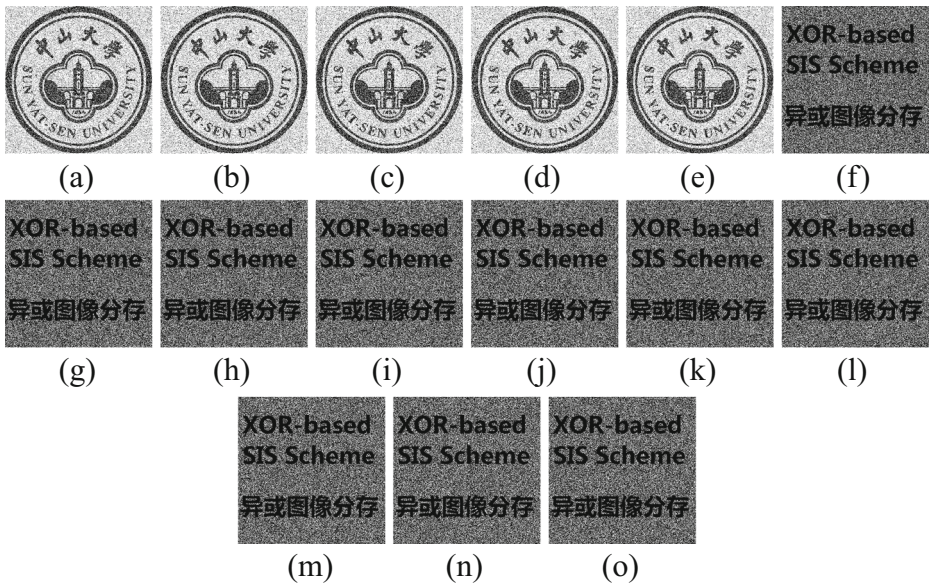 中山大學
SUN YAT-SEN UNIVERSITY
中山大學
SUN YAT-SEN UNIVERSITY
中山大學
SUN YAT-SEN UNIVERSITY
中山大學
SUN YAT-SEN UNIVERSITY
中山大學
SUN YAT-SEN UNIVERSITY
XOR-based
SIS Scheme
异或图像分存
(a)
(b)
(c)
(d)
(e)
(f)
XOR-based
SIS Scheme
异或图像分存
XOR-based
SIS Scheme
异或图像分存
XOR-based
SIS Scheme
异或图像分存
XOR-based
SIS Scheme
异或图像分存
XOR-based
SIS Scheme
异或图像分存
XOR-based
SIS Scheme
异或图像分存
(g)
(h)
(i)
(j)
(k)
(l)
XOR-based
SIS Scheme
异或图像分存
XOR-based
SIS Scheme
异或图像分存
XOR-based
SIS Scheme
异或图像分存
(m)
(n)
(o)